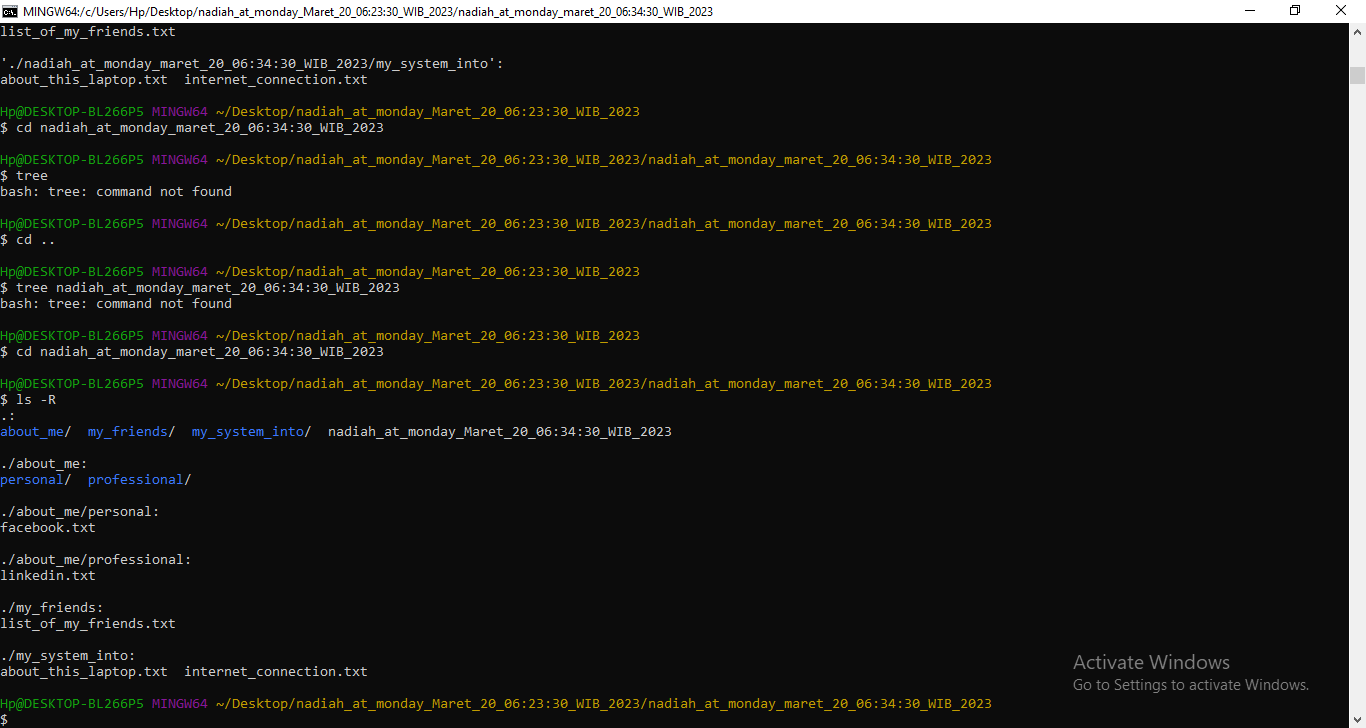 MINGW64:/c/Users/Hp/Desktop/nadiah_at_monday_Maret_20_06:23:30_WIB_2023/nadiah_at_monday_maret_20_06:34:30_WIB_2023
list_of_my_friends.txt
'./nadiah_at_monday_maret_20_06:34:30_WIB_2023/my_system_into':
about_this_laptop.txt  internet_connection.txt
Hp@DESKTOP-BL266P5 MINGW64 ~/Desktop/nadiah_at_monday_Maret_20_06:23:30_WIB_2023
$ cd nadiah_at_monday_maret_20_06:34:30_WIB_2023
Hp@DESKTOP-BL266P5 MINGW64 ~/Desktop/nadiah_at_monday_Maret_20_06:23:30_WIB_2023/nadiah_at_monday_maret_20_06:34:30_WIB_2023
$ tree
bash: tree: command not found
Hp@DESKTOP-BL266P5 MINGW64 ~/Desktop/nadiah_at_monday_Maret_20_06:23:30_WIB_2023/nadiah_at_monday_maret_20_06:34:30_WIB_2023
$ cd ..
Hp@DESKTOP-BL266P5 MINGW64 ~/Desktop/nadiah_at_monday_Maret_20_06:23:30_WIB_2023
$ tree nadiah_at_monday_maret_20_06:34:30_WIB_2023
bash: tree: command not found
Hp@DESKTOP-BL266P5 MINGW64 ~/Desktop/nadiah_at_monday_Maret_20_06:23:30_WIB_2023
$ cd nadiah_at_monday_maret_20_06:34:30_WIB_2023
Hp@DESKTOP-BL266P5 MINGW64 ~/Desktop/nadiah_at_monday_Maret_20_06:23:30_WIB_2023/nadiah_at_monday_maret_20_06:34:30_WIB_2023
$ ls -R
.:
about_me/  my_friends/  my_system_into/  nadiah_at_monday_Maret_20_06:34:30_WIB_2023
./about_me:
personal/  professional/
./about_me/personal:
facebook.txt
./about_me/professional:
linkedin.txt
./my_friends:
list_of_my_friends.txt
./my_system_into:
about_this_laptop.txt  internet_connection.txt
Hp@DESKTOP-BL266P5 MINGW64 ~/Desktop/nadiah_at_monday_Maret_20_06:23:30_WIB_2023/nadiah_at_monday_maret_20_06:34:30_WIB_2023
$
Activate Windows
Go to Settings to activate Windows.